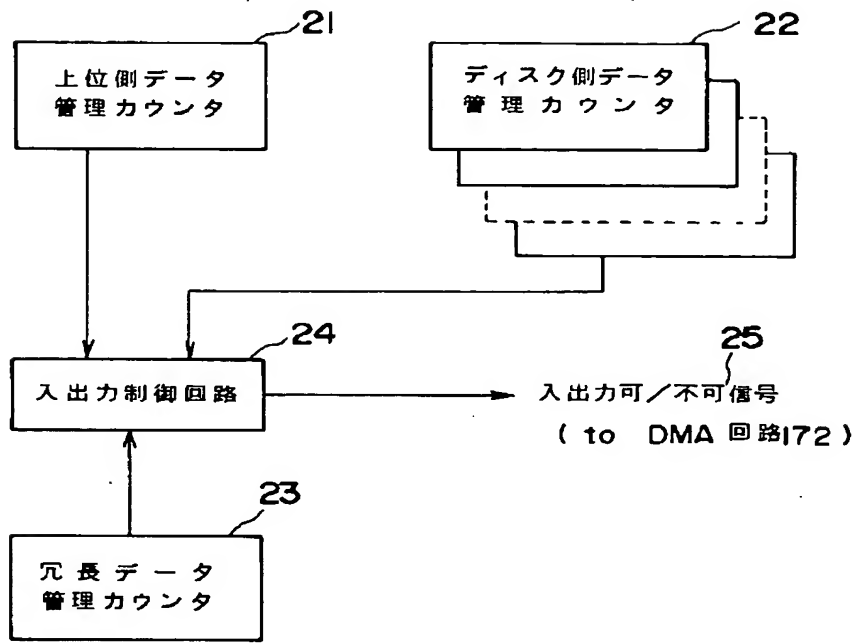 21
上位側データ
管理カウンタ
22
ディスク側データ
管理カウンタ
24
入出力制御回路
25
入出力可/不可信号
(to DMA回路172)
23
冗長データ
管理カウンタ